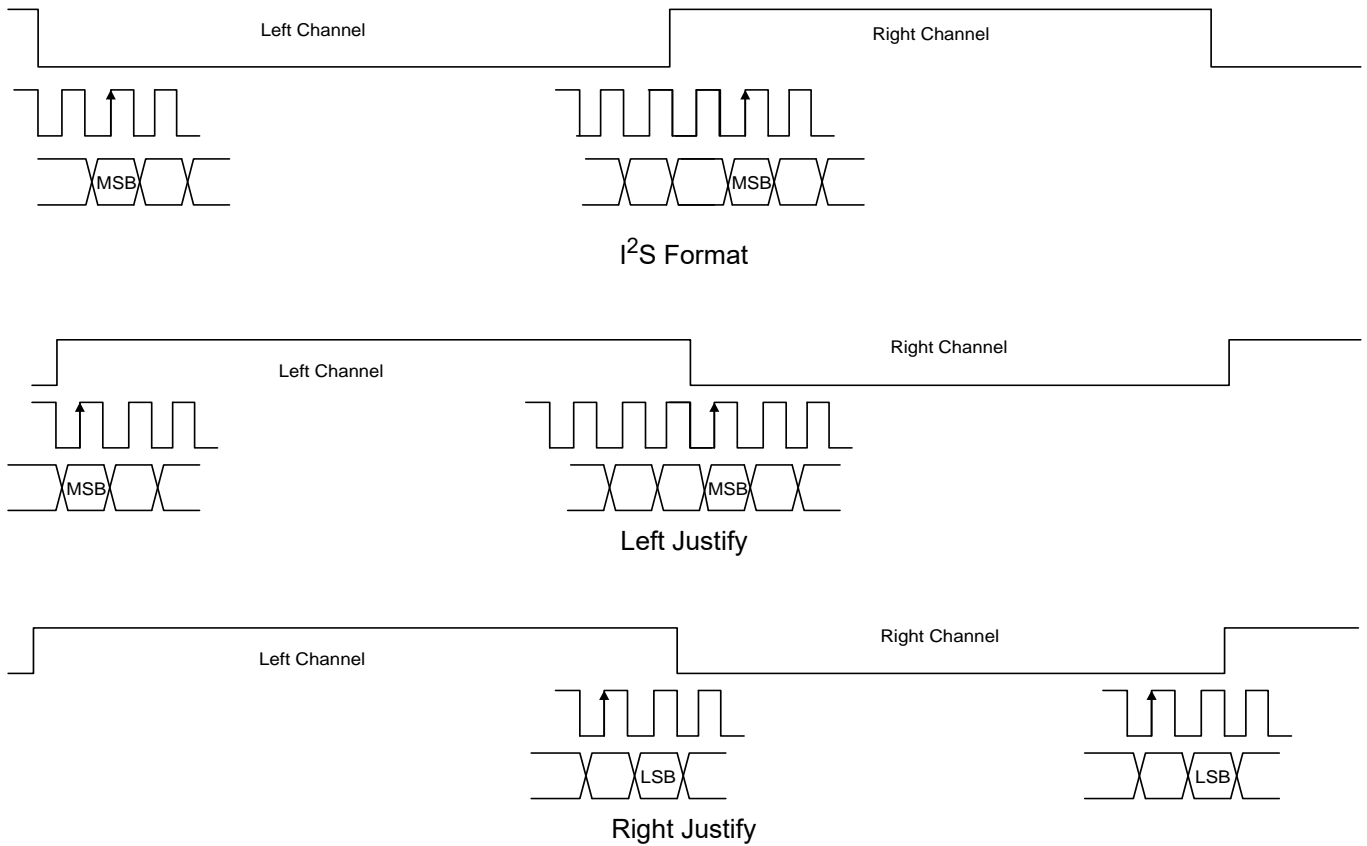 Left Channel
Right Channel
MSB
MSB
I²S Format
Left Channel
Right Channel
MSB
MSB
Left Justify
Left Channel
Right Channel
LSB
LSB
Right Justify